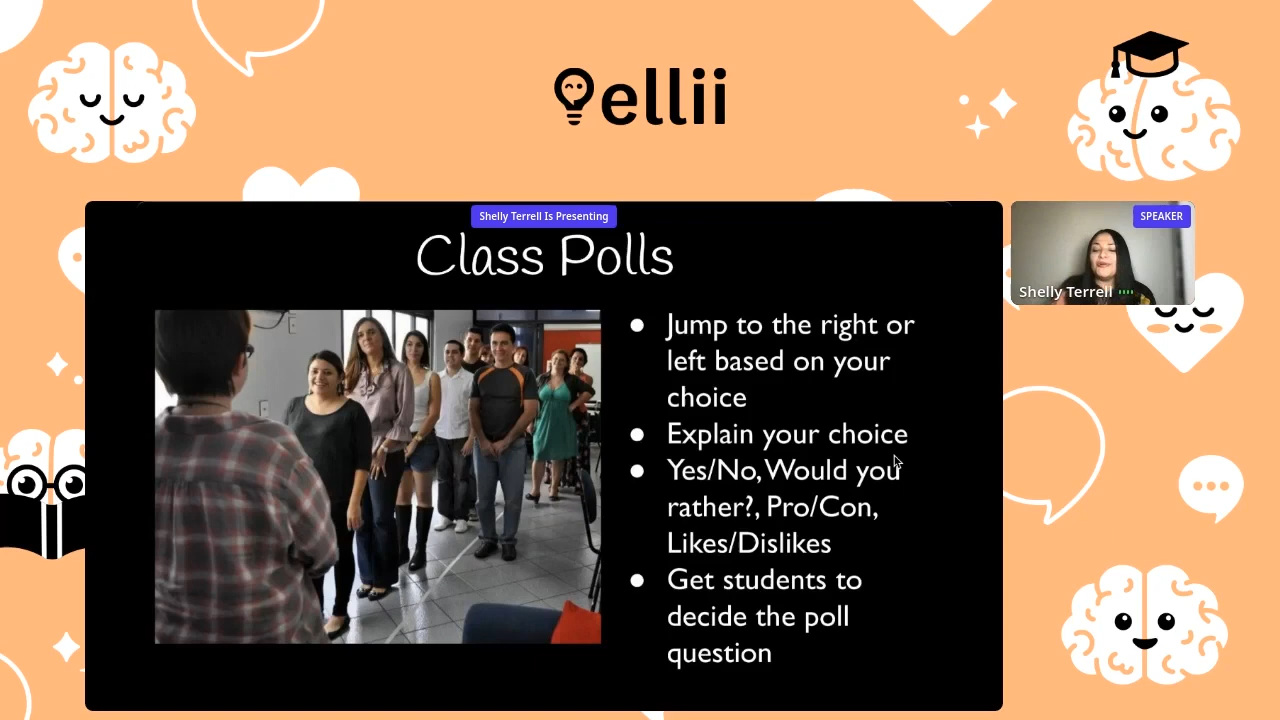 ellii
Shelly Terrell Is Presenting
SPEAKER
Class Polls
Shelly Terrell
● Jump to the right or
left based on your
choice
● Explain your choice
● Yes/No, Would you
rather?, Pro/Con,
Likes/Dislikes
● Get students to
decide the poll
question